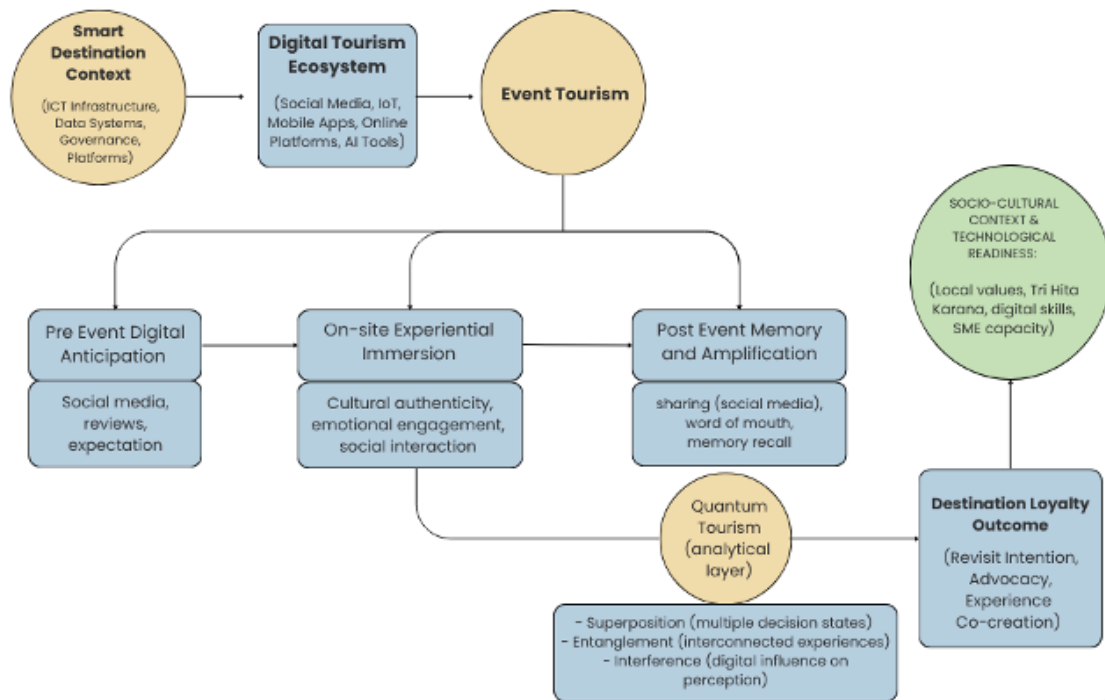 Smart
Destination
Context
(ICT Infrastructure,
Data Systems,
Governance,
Platforms)
Digital Tourism
Ecosystem
(Social Media, IoT,
Mobile Apps, Online
Platforms, AI Tools)
Event Tourism
SOCIO-CULTURAL
CONTEXT &
TECHNOLOGICAL
READINESS:
(Local values, Tri Hita
Karana, digital skills,
SME capacity)
Pre Event Digital
Anticipation
Social media,
reviews,
expectation
On-site Experiential
Immersion
Cultural authenticity,
emotional engagement,
social interaction
Post Event Memory
and Amplification
sharing (social media),
word of mouth,
memory recall
Quantum
Tourism
(analytical
layer)
- Superposition (multiple decision states)
- Entanglement (interconnected experiences)
- Interference (digital influence on
perception)
Destination Loyalty
Outcome
(Revisit Intention,
Advocacy,
Experience
Co-creation)